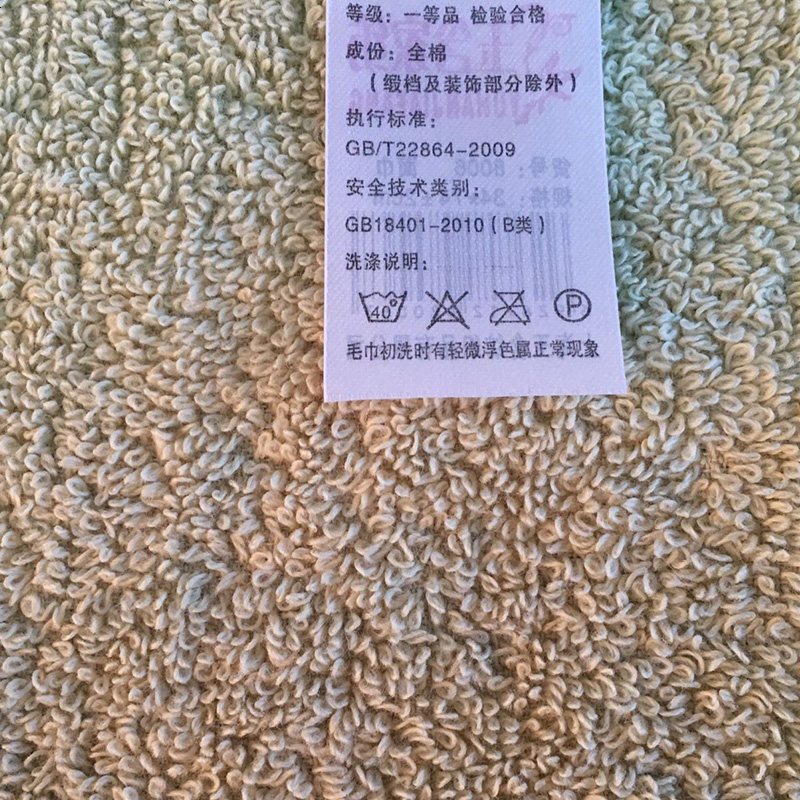 等级：一等品 检验合格
成份：全棉
（缎档及装饰部分除外）
执行标准：
GB/T22864-2009
安全技术类别：
GB18401-2010（B类）
洗涤说明：
40° P
毛巾初洗时有轻微浮色属正常现象